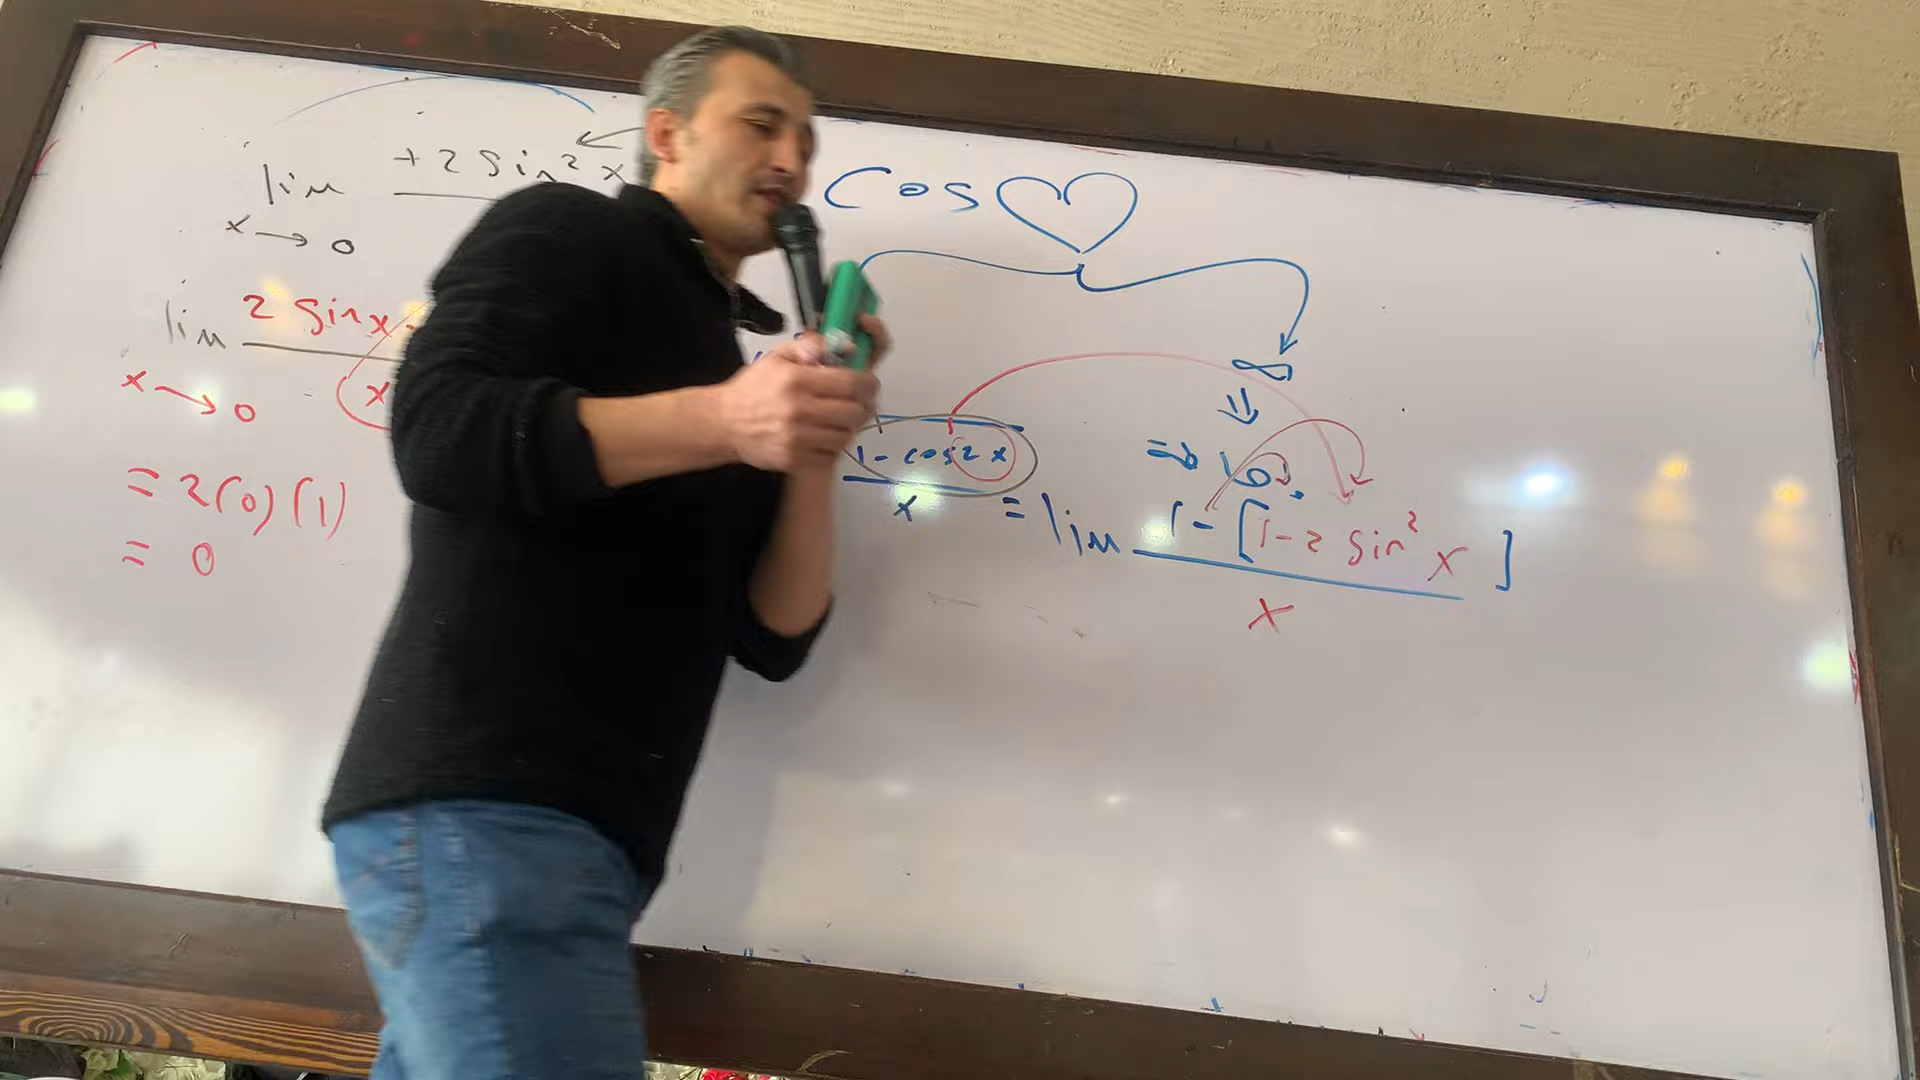 lim + 2 sin² x
x → 0
lim 2 sin x .
x
x → 0
= 2(0)(1)
= 0
Cos ♡
∞
⇓
1 - cos 2x
x
= lim 1 - [1 - 2 sin² x]
x